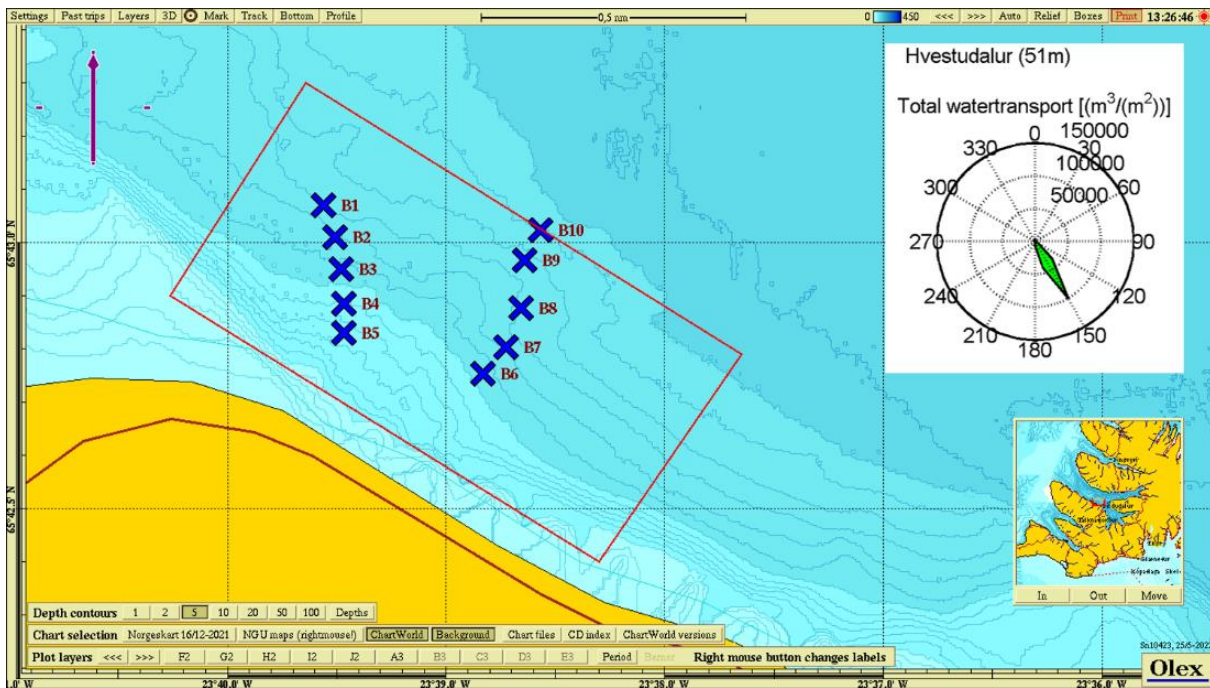 Settings Past trips Layers 3D Mark Track Bottom Profile 0,5 nm 0 450 <<< >>> Auto Relief Boxes Print 13:26:46
Hvestudalur (51m)
Total watertransport [(m³/(m²))]
0 150000
330 30
100000
300 50000 60
270 90
240 120
210 150
180
B1
B2
B3
B4
B5
B10
B9
B8
B7
B6
65°43.0 N
65°42.5 N
In Out Move
Depth contours 1 2 5 10 20 50 100 Depths
Chart selection Norgeskart 16/12-2021 NGU maps (rightmouse!) ChartWorld Background Chart files CD index ChartWorld versions
Plot layers <<< >>> F2 G2 H2 I2 J2 A3 B3 C3 D3 E3 Period Right mouse button changes labels
Olex
1.0' W 23°40.0 W 23°39.0 W 23°38.0 W 23°37.0 W 23°36.0 W